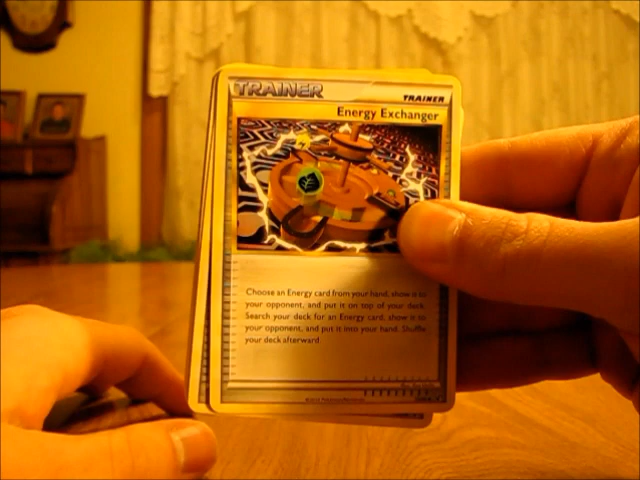 TRAINER
TRAINER
Energy Exchanger
Choose an Energy card from your hand, show it to
your opponent, and put it on top of your deck.
Search your deck for an Energy card, show it to
your opponent, and put it into your hand. Shuffle
your deck afterward.